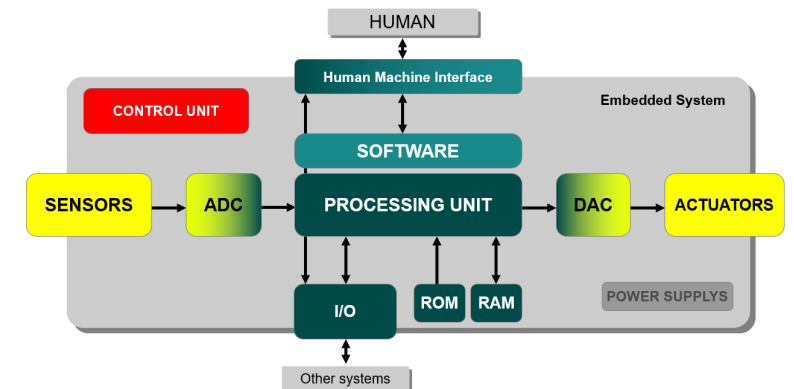 HUMAN
Human Machine Interface
Embedded System
CONTROL UNIT
SOFTWARE
SENSORS
ADC
PROCESSING UNIT
DAC
ACTUATORS
I/O
ROM
RAM
POWER SUPPLYS
Other systems